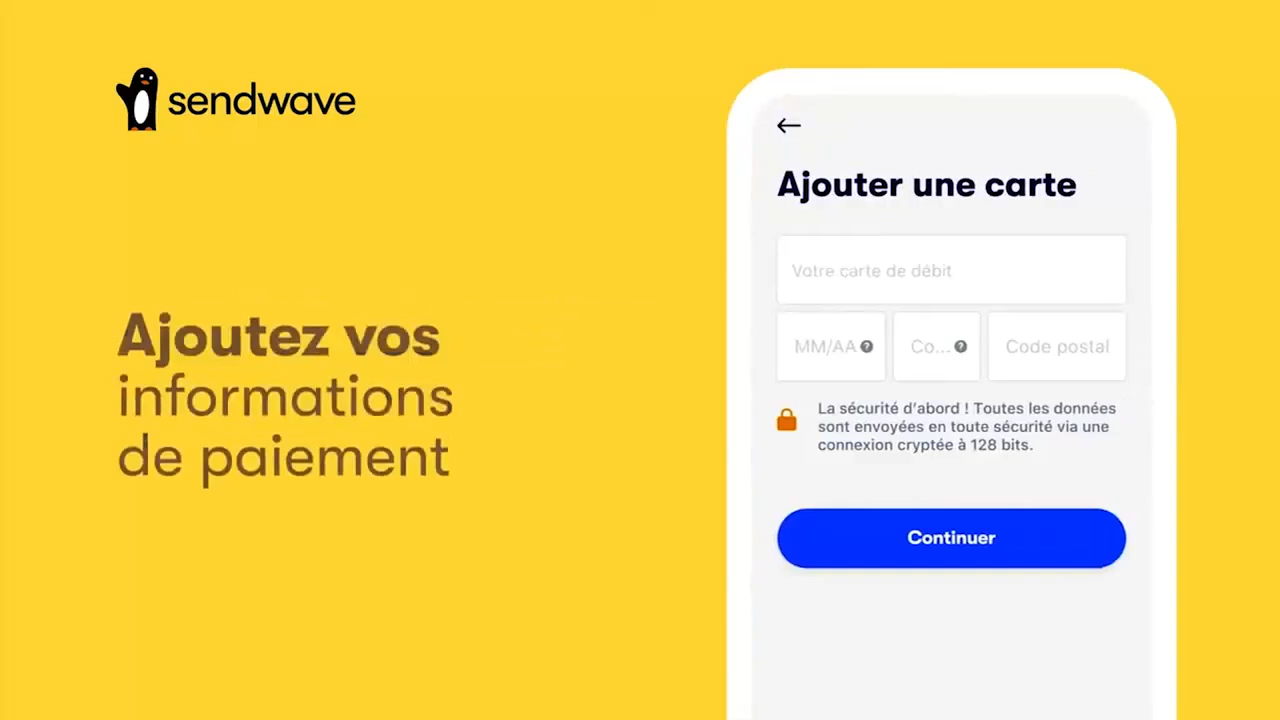 sendwave
Ajoutez vos
informations
de paiement
Ajouter une carte
Votre carte de débit
MM/AA ?
Co... ?
Code postal
La sécurité d'abord ! Toutes les données
sont envoyées en toute sécurité via une
connexion cryptée à 128 bits.
Continuer